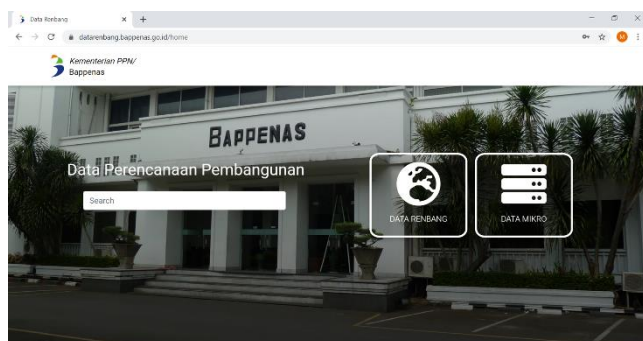 Data Renbang
datarenbang.bappenas.go.id/home
Kementerian PPN/
Bappenas
BAPPENAS
Data Perencanaan Pembangunan
Search
DATA RENBANG
DATA MIKRO